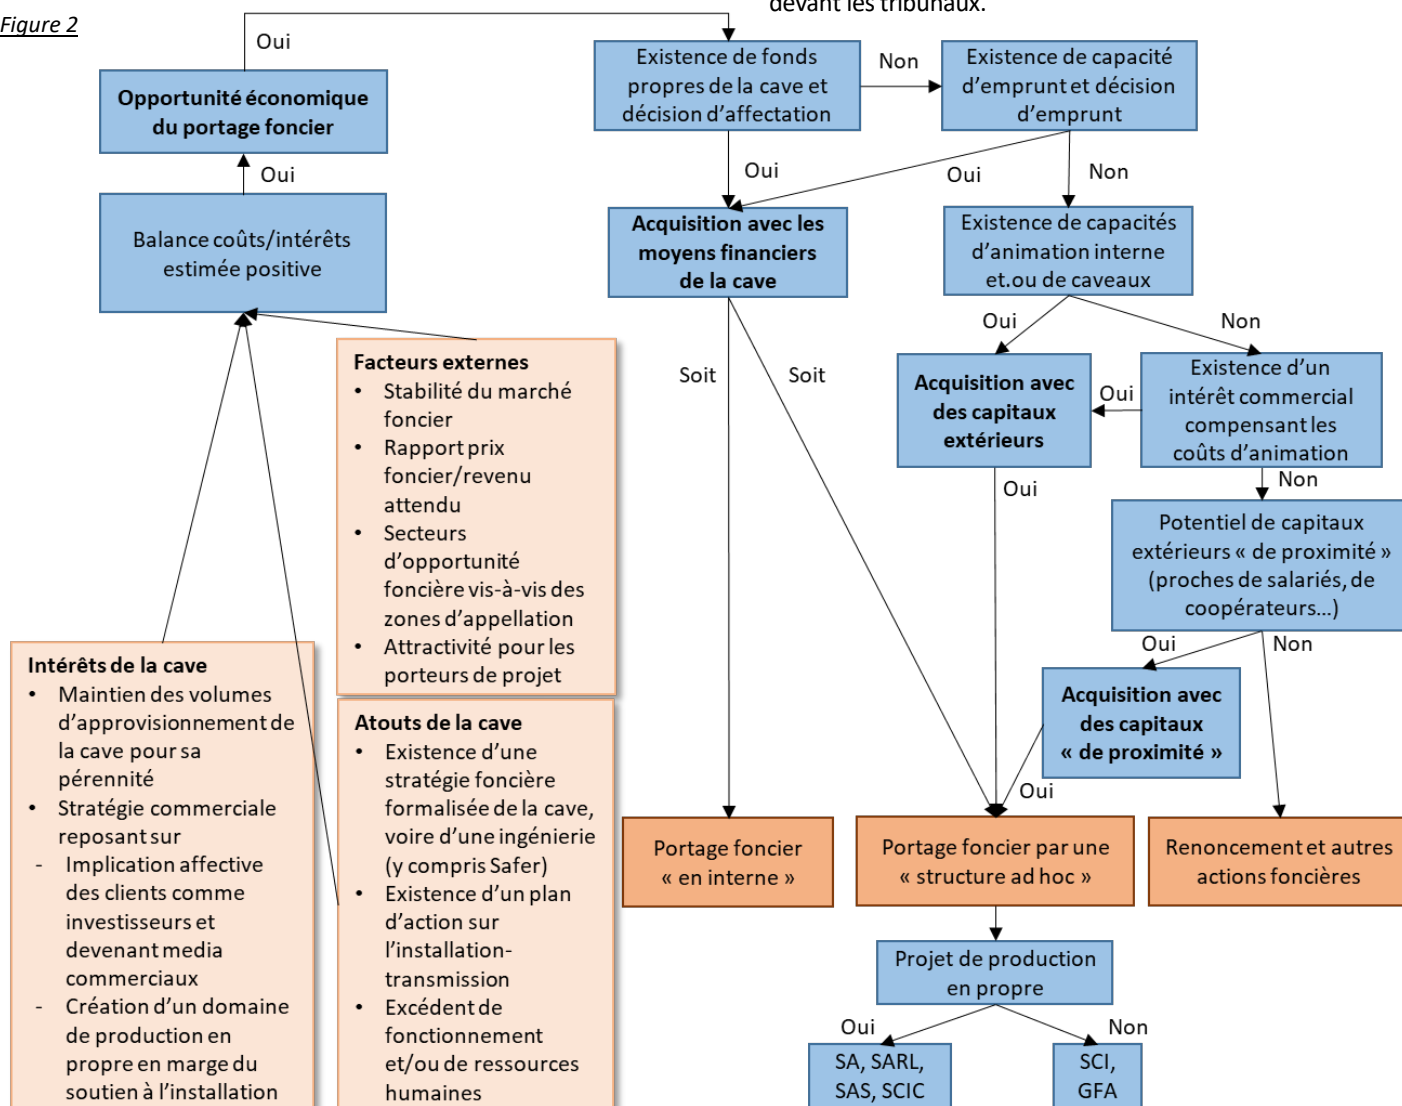 devant les tribunaux.
Figure 2
Oui
Opportunité économique
du portage foncier
Oui
Balance coûts/intérêts
estimée positive
Facteurs externes
• Stabilité du marché
foncier
• Rapport prix
foncier/revenu
attendu
• Secteurs
d’opportunité
foncière vis-à-vis des
zones d’appellation
• Attractivité pour les
porteurs de projet
Intérêts de la cave
• Maintien des volumes
d’approvisionnement de
la cave pour sa
pérennité
• Stratégie commerciale
reposant sur
- Implication affective
des clients comme
investisseurs et
devenant media
commerciaux
- Création d’un domaine
de production en
propre en marge du
soutien à l’installation
Atouts de la cave
• Existence d’une
stratégie foncière
formalisée de la cave,
voire d’une ingénierie
(y compris Safer)
• Existence d’un plan
d’action sur
l’installation-
transmission
• Excédent de
fonctionnement
et/ou de ressources
humaines
Existence de fonds
propres de la cave et
décision d’affectation
Non
Existence de capacité
d’emprunt et décision
d’emprunt
Oui
Oui
Non
Acquisition avec les
moyens financiers
de la cave
Existence de capacités
d’animation interne
et.ou de caveaux
Oui
Non
Soit
Soit
Acquisition avec
des capitaux
extérieurs
Oui
Existence d’un
intérêt commercial
compensant les
coûts d’animation
Oui
Non
Potentiel de capitaux
extérieurs « de proximité »
(proches de salariés, de
coopérateurs…)
Oui
Non
Acquisition avec
des capitaux
« de proximité »
Oui
Portage foncier
« en interne »
Portage foncier par une
« structure ad hoc »
Renoncement et autres
actions foncières
Projet de production
en propre
Oui
Non
SA, SARL,
SAS, SCIC
SCI,
GFA